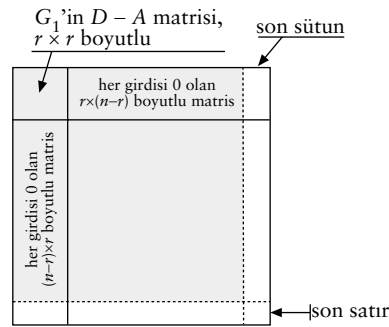 G₁’in D – A matrisi,
r × r boyutlu
son sütun
her girdisi 0 olan
r×(n–r) boyutlu matris
her girdisi 0 olan
(n–r)×r boyutlu matris
son satır